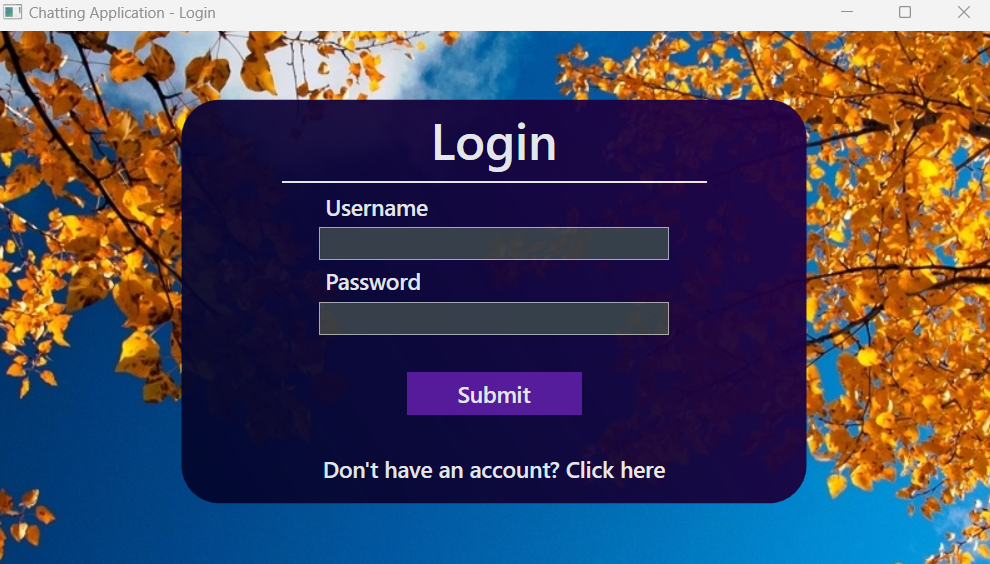 Chatting Application - Login
Login
Username
Password
Submit
Don't have an account? Click here